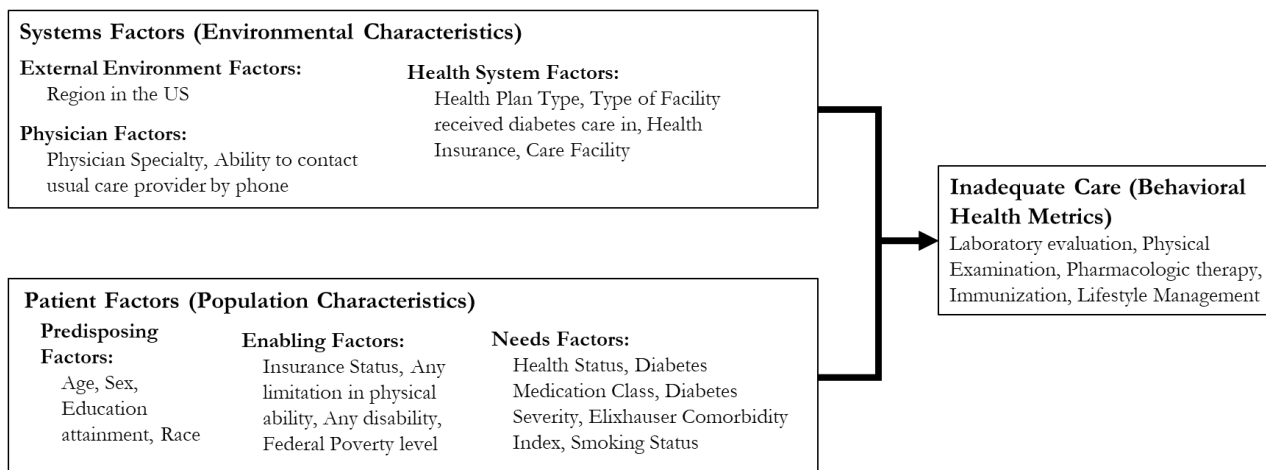 Systems Factors (Environmental Characteristics)
External Environment Factors:
Region in the US
Physician Factors:
Physician Specialty, Ability to contact
usual care provider by phone
Health System Factors:
Health Plan Type, Type of Facility
received diabetes care in, Health
Insurance, Care Facility
Patient Factors (Population Characteristics)
Predisposing
Factors:
Age, Sex,
Education
attainment, Race
Enabling Factors:
Insurance Status, Any
limitation in physical
ability, Any disability,
Federal Poverty level
Needs Factors:
Health Status, Diabetes
Medication Class, Diabetes
Severity, Elixhauser Comorbidity
Index, Smoking Status
Inadequate Care (Behavioral
Health Metrics)
Laboratory evaluation, Physical
Examination, Pharmacologic therapy,
Immunization, Lifestyle Management